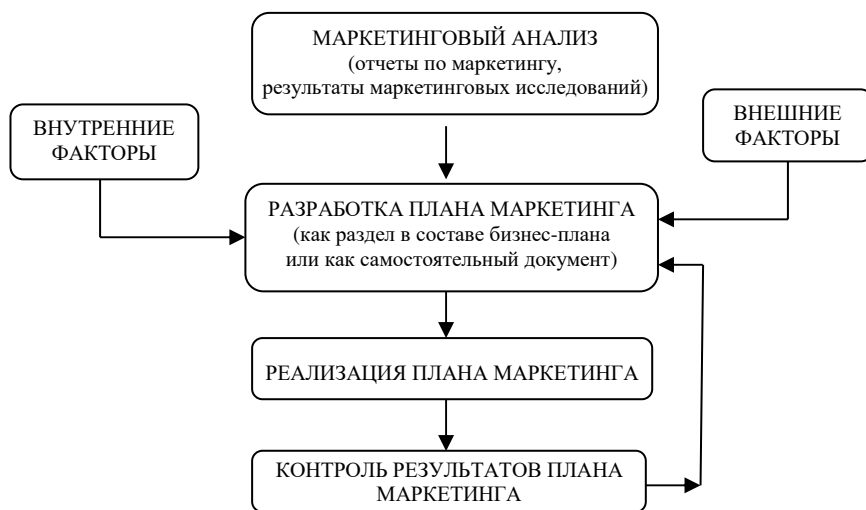 МАРКЕТИНГОВЫЙ АНАЛИЗ
(отчеты по маркетингу,
результаты маркетинговых исследований)
ВНУТРЕННИЕ
ФАКТОРЫ
ВНЕШНИЕ
ФАКТОРЫ
РАЗРАБОТКА ПЛАНА МАРКЕТИНГА
(как раздел в составе бизнес-плана
или как самостоятельный документ)
РЕАЛИЗАЦИЯ ПЛАНА МАРКЕТИНГА
КОНТРОЛЬ РЕЗУЛЬТАТОВ ПЛАНА
МАРКЕТИНГА